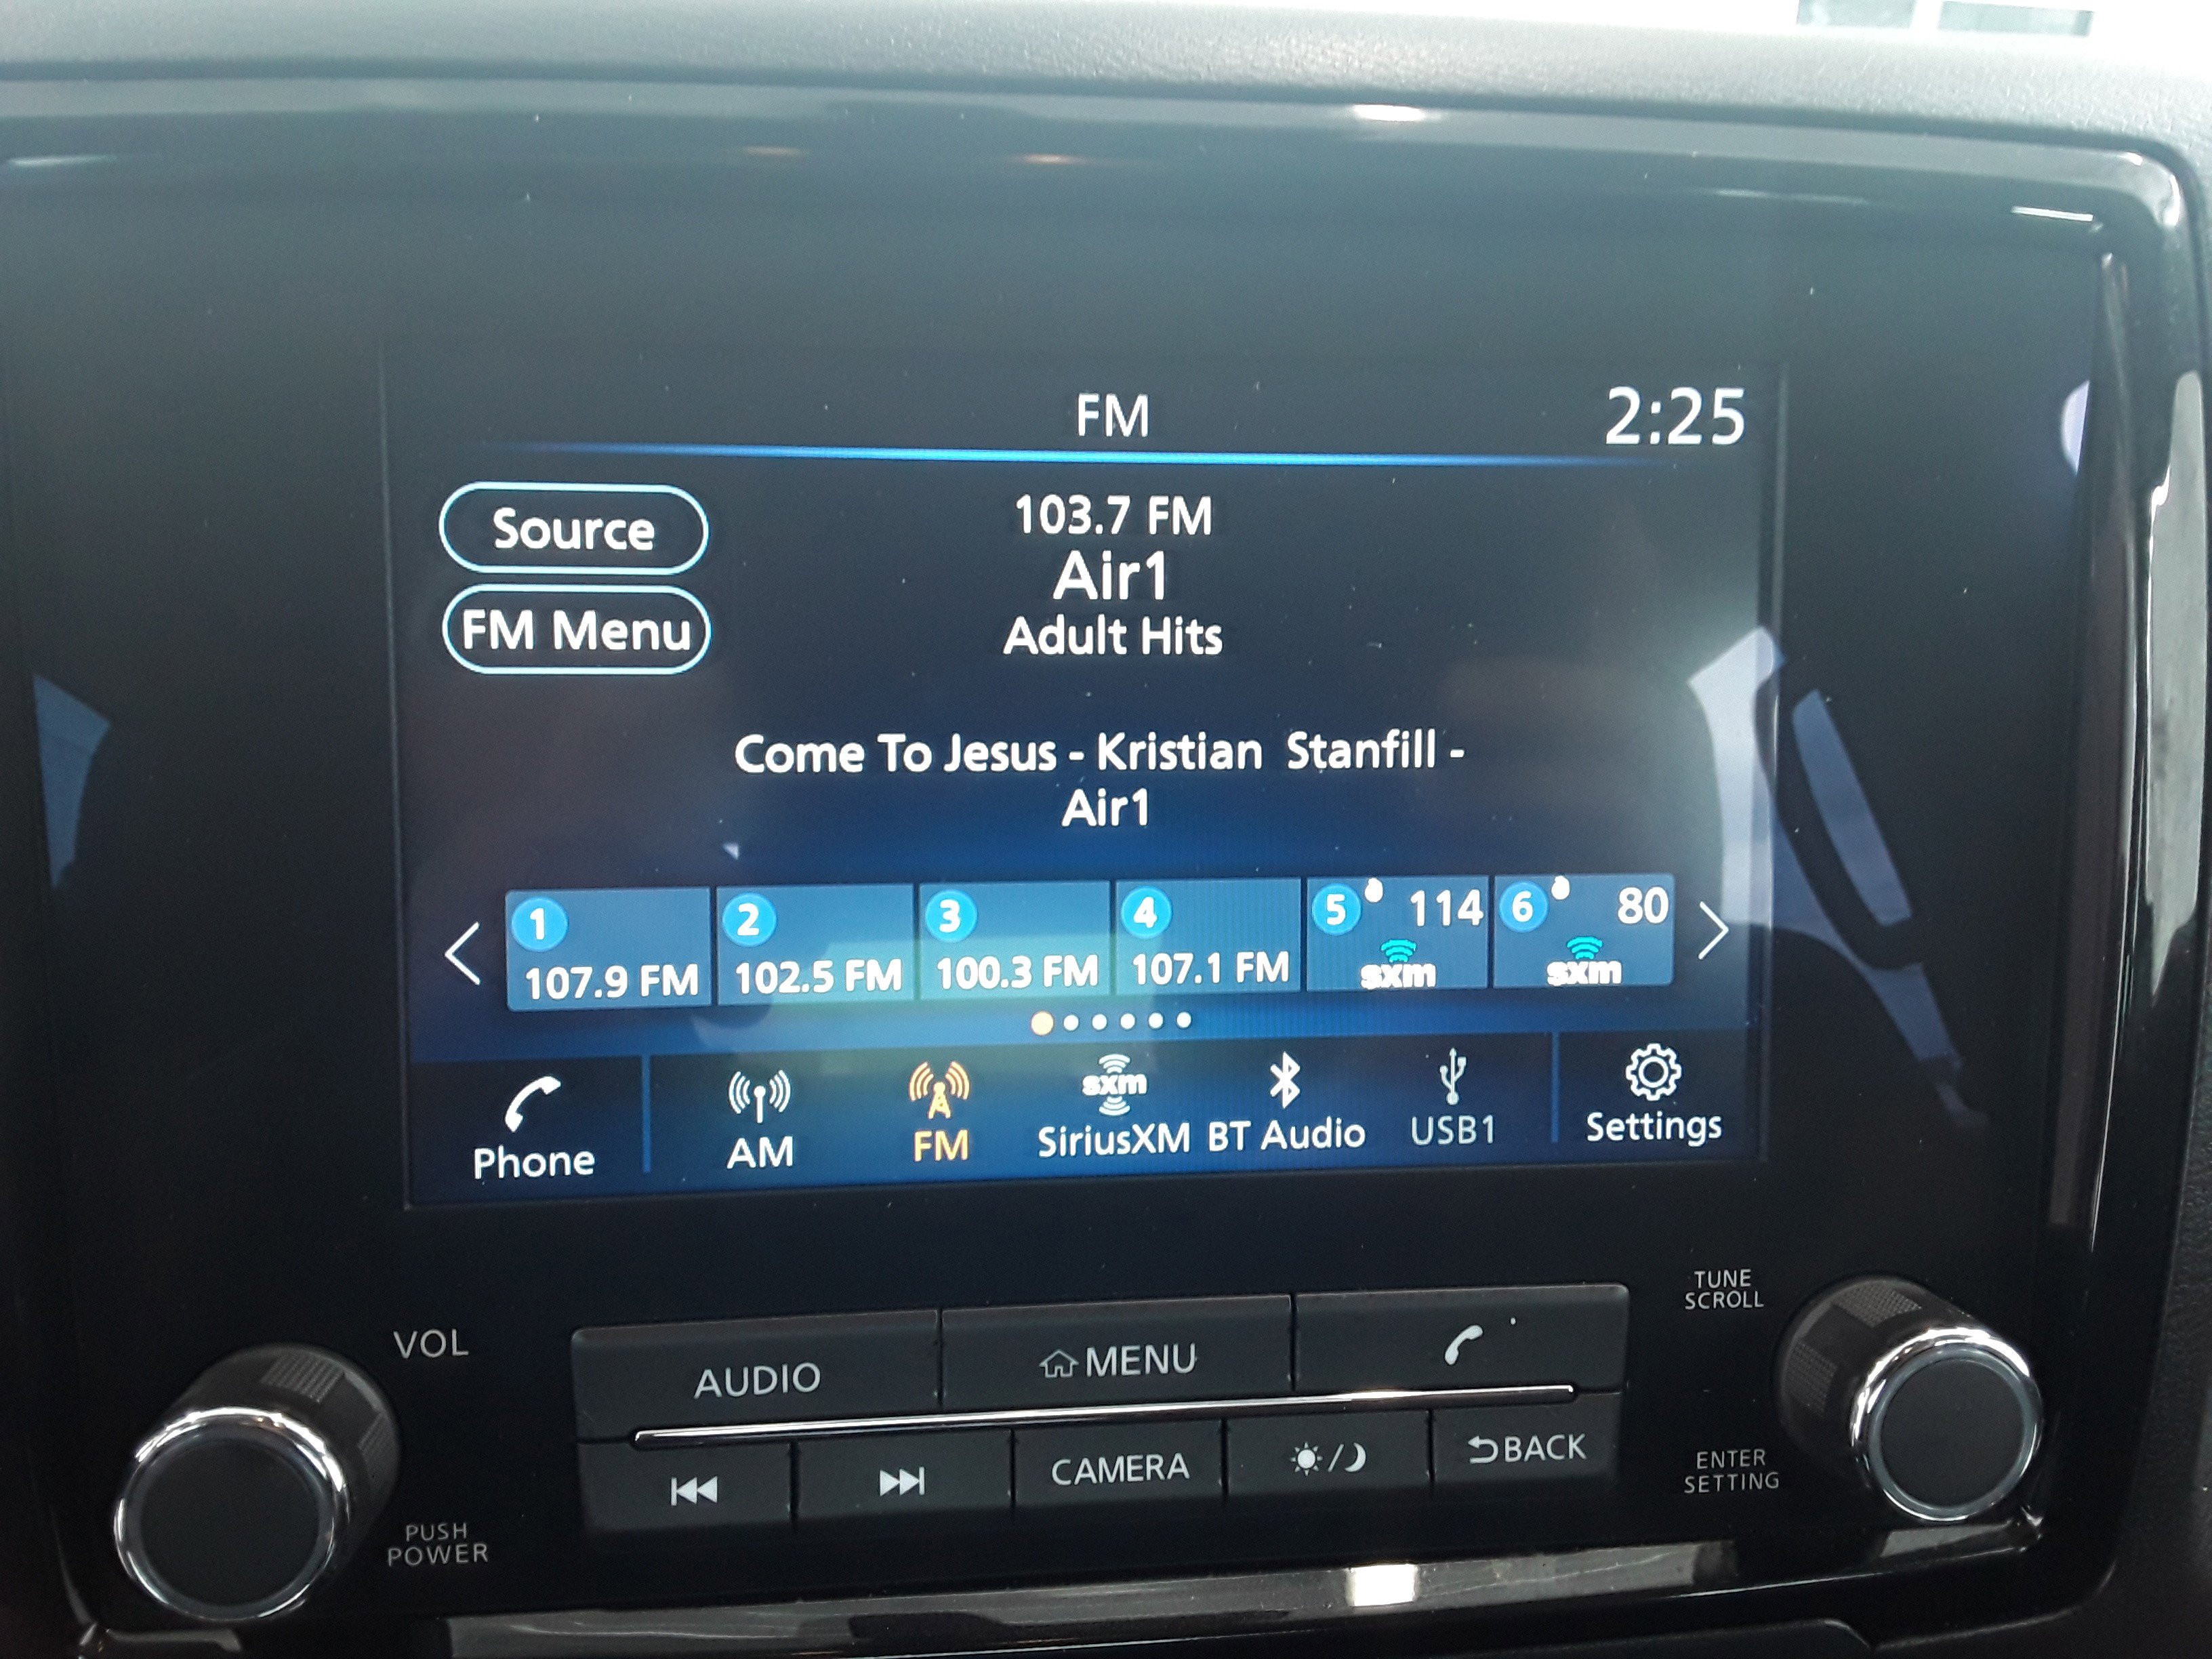 FM
2:25
Source
FM Menu
103.7 FM
Air1
Adult Hits
Come To Jesus - Kristian  Stanfill -
Air1
1
107.9 FM
2
102.5 FM
3
100.3 FM
4
107.1 FM
5
114
sxm
6
80
sxm
Phone
AM
FM
sxm
SiriusXM
BT Audio
USB1
Settings
VOL
PUSH
POWER
AUDIO
MENU
CAMERA
BACK
TUNE
SCROLL
ENTER
SETTING